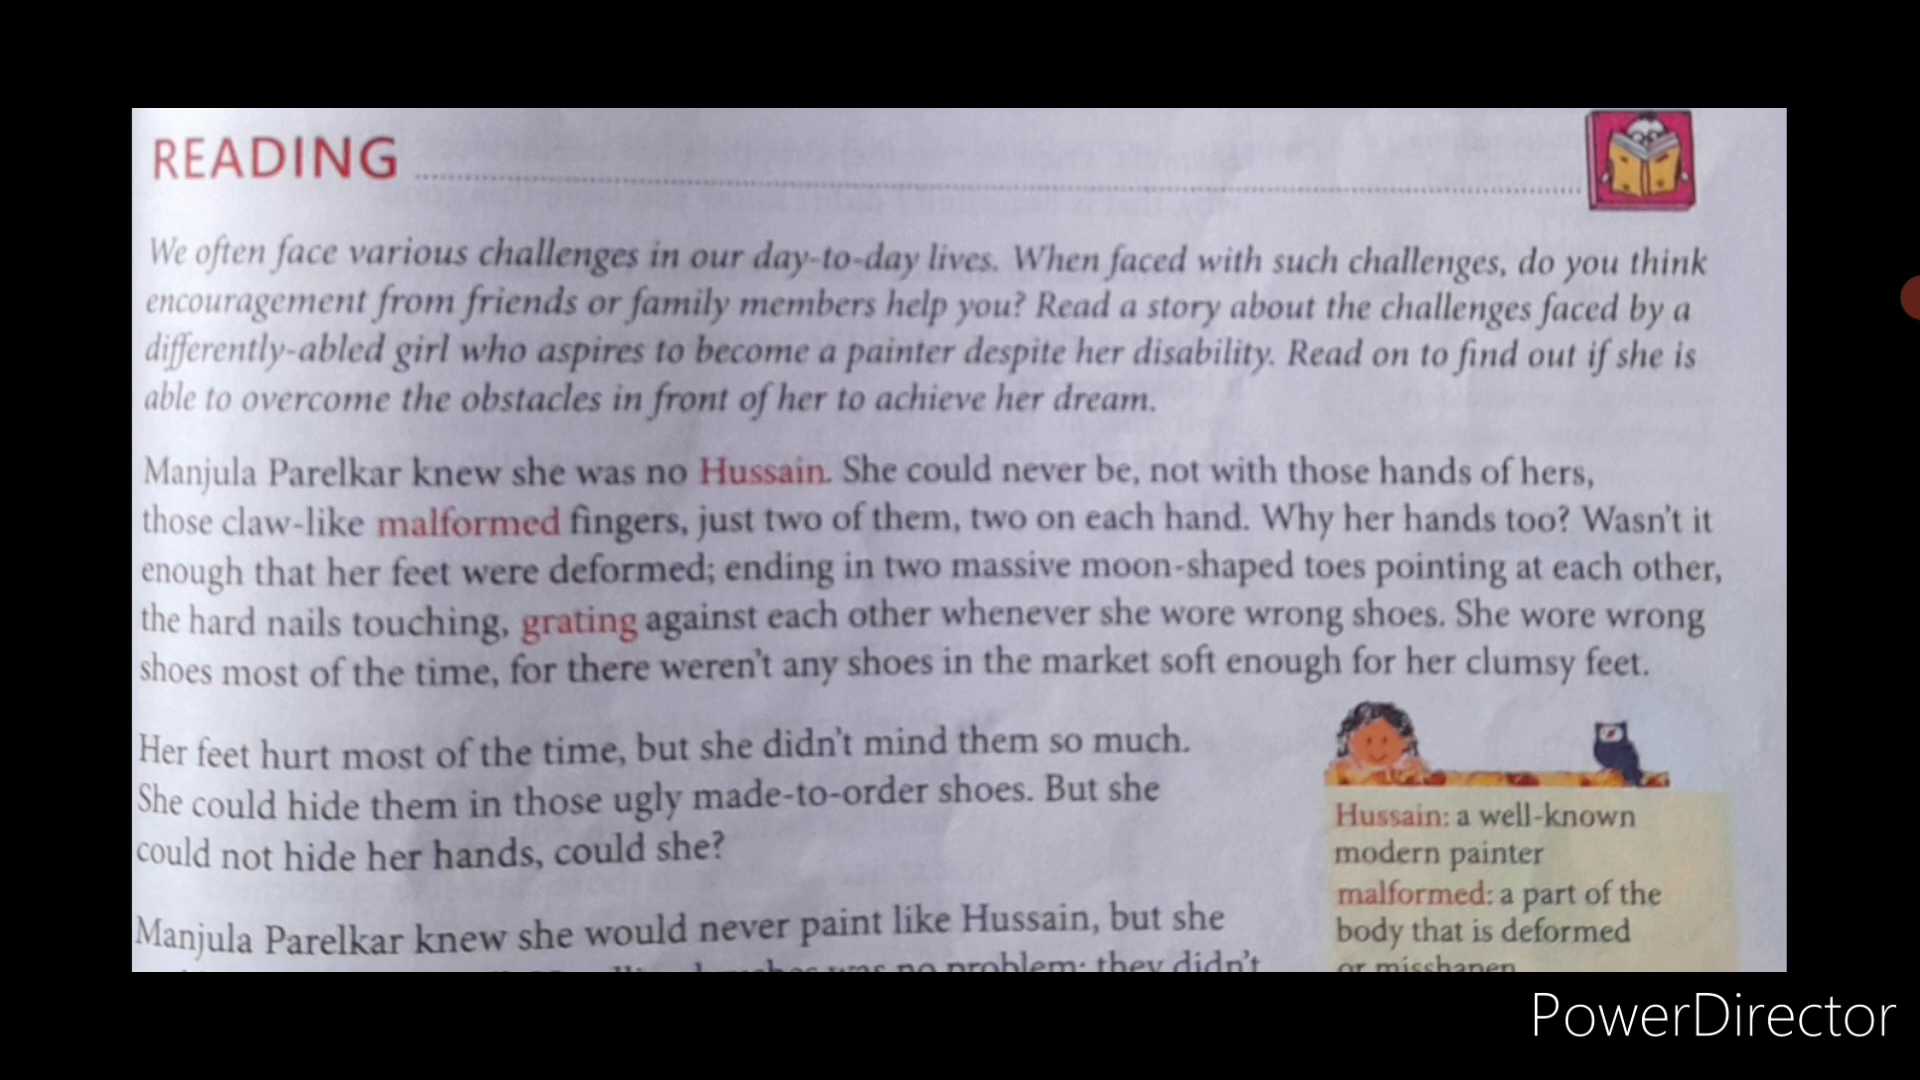 READING
We often face various challenges in our day-to-day lives. When faced with such challenges, do you think
encouragement from friends or family members help you? Read a story about the challenges faced by a
differently-abled girl who aspires to become a painter despite her disability. Read on to find out if she is
able to overcome the obstacles in front of her to achieve her dream.
Manjula Parelkar knew she was no Hussain. She could never be, not with those hands of hers,
those claw-like malformed fingers, just two of them, two on each hand. Why her hands too? Wasn't it
enough that her feet were deformed; ending in two massive moon-shaped toes pointing at each other,
the hard nails touching, grating against each other whenever she wore wrong shoes. She wore wrong
shoes most of the time, for there weren't any shoes in the market soft enough for her clumsy feet.
Her feet hurt most of the time, but she didn't mind them so much.
She could hide them in those ugly made-to-order shoes. But she
could not hide her hands, could she?
Manjula Parelkar knew she would never paint like Hussain, but she
was no problem; they didn't
Hussain: a well-known
modern painter
malformed: a part of the
body that is deformed
or misshapen
PowerDirector